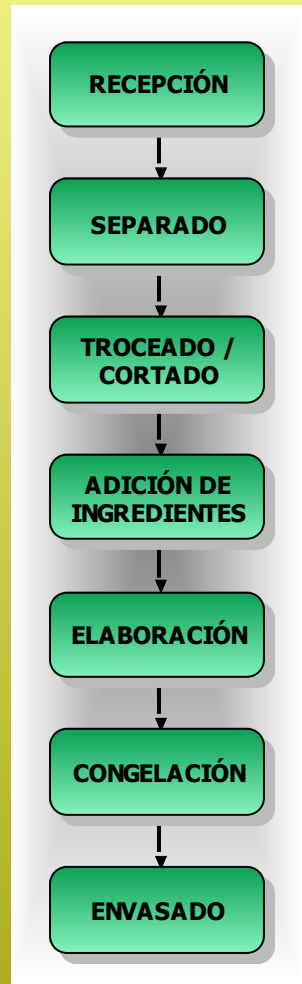 RECEPCIÓN
SEPARADO
TROCEADO /
CORTADO
ADICIÓN DE
INGREDIENTES
ELABORACIÓN
CONGELACIÓN
ENVASADO